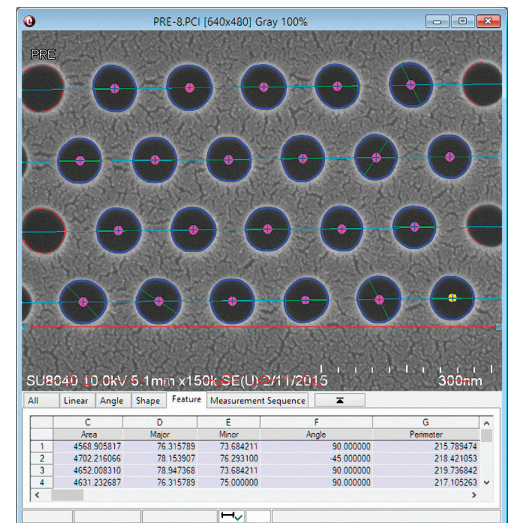 PRE-8.PCI [640x480] Gray 100%
PRE
SU8040 10.0kV 5.1mm x150k SE(U) 2/11/2015 300nm
All Linear Angle Shape Feature Measurement Sequence
C D E F G
Area Major Minor Angle Perimeter
1 4568.905817 76.315789 73.684211 90.000000 215.789474
2 4702.216066 78.153907 76.293100 -45.000000 218.421053
3 4652.008310 78.947368 73.684211 90.000000 219.736842
4 4631.232687 76.315789 75.000000 90.000000 217.105263